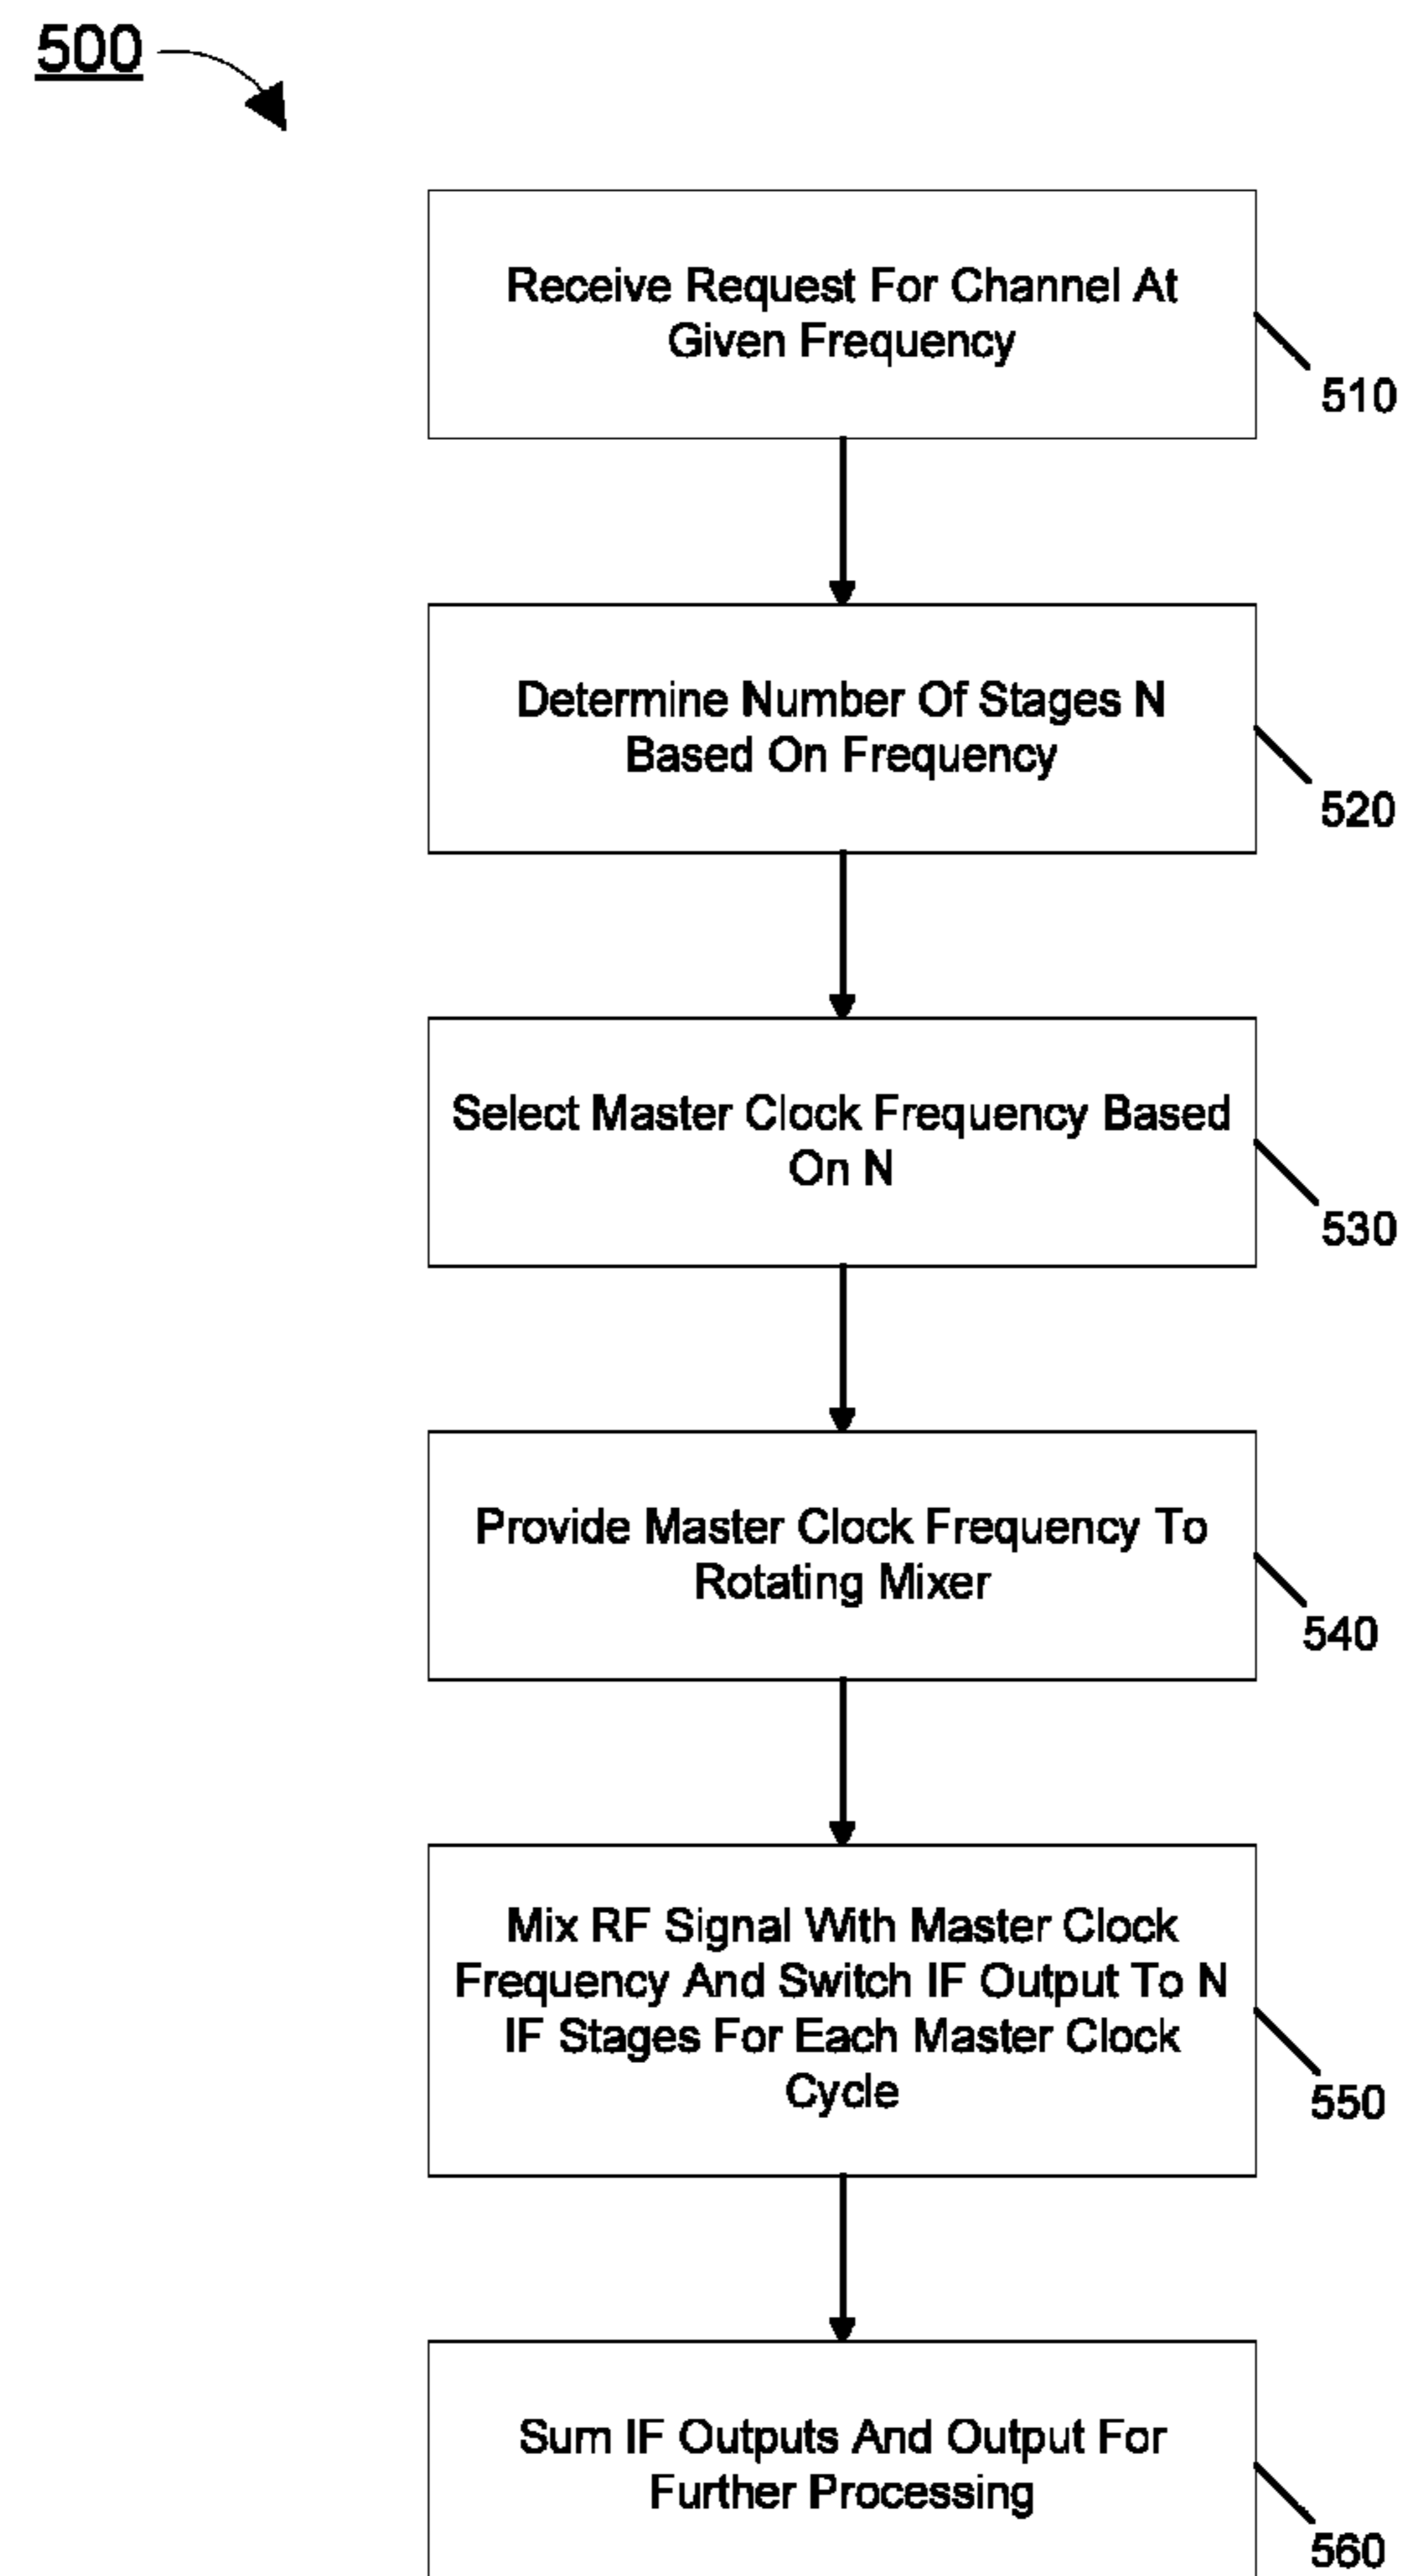 500
Receive Request For Channel At
Given Frequency
510
Determine Number Of Stages N
Based On Frequency
520
Select Master Clock Frequency Based
On N
530
Provide Master Clock Frequency To
Rotating Mixer
540
Mix RF Signal With Master Clock
Frequency And Switch IF Output To N
IF Stages For Each Master Clock
Cycle
550
Sum IF Outputs And Output For
Further Processing
560